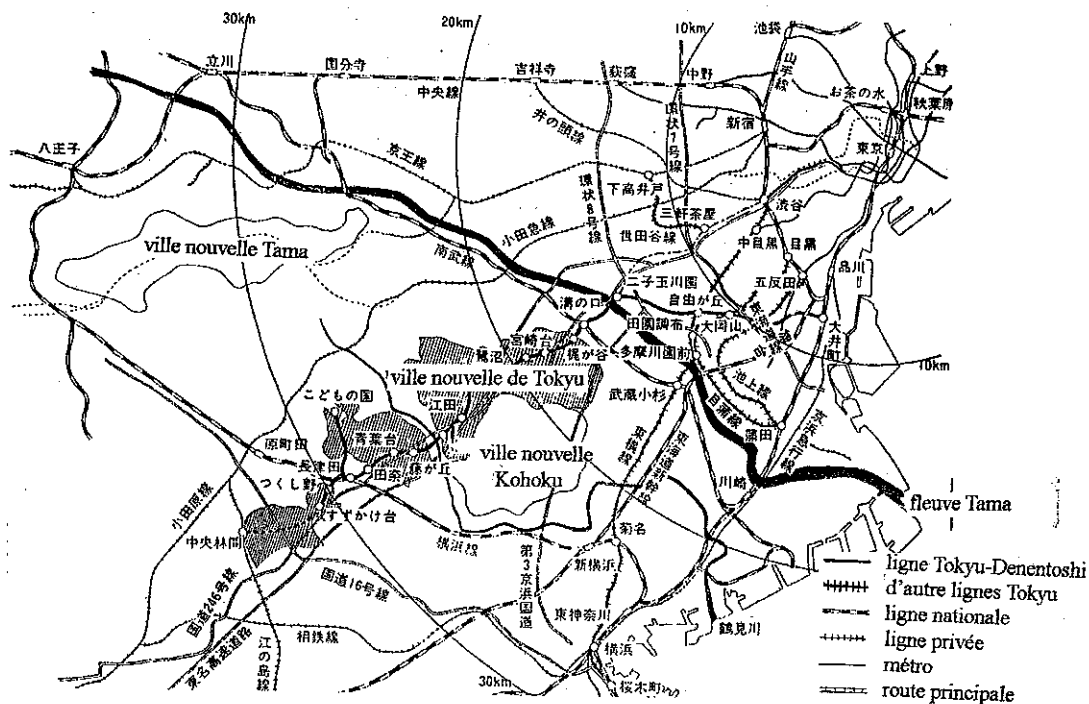 30km
10km
池袋
立川
国分寺
吉祥寺
荻窪
中野
山手線
上野
中央線
お茶の水
秋葉原
井の頭線
環状7号線
新宿
八王子
京王線
東京
20km
下高井戸
環状8号線
三軒茶屋
渋谷
小田急線
世田谷線
中目黒
目黒
ville nouvelle Tama
南武線
品川
二子玉川園
五反田
溝の口
自由が丘
田園調布
大岡山
大井町
宮崎台
鷺沼
梶が谷
多摩川園前
10km
ville nouvelle de Tokyu
池上線
こどもの国
江田
武蔵小杉
目蒲線
蒲田
原町田
青葉台
東横線
東海道新幹線
京浜急行線
長津田
田奈
藤が丘
ville nouvelle
Kohoku
川崎
つくし野
fleuve Tama
小田原線
すずかけ台
中央林間
横浜線
菊名
第3京浜国道
新横浜
国道16号線
国道246号線
東神奈川
相鉄線
鶴見川
東名高速道路
江の島線
横浜
30km
桜木町
ligne Tokyu-Denentoshi
d'autre lignes Tokyu
ligne nationale
ligne privée
métro
route principale